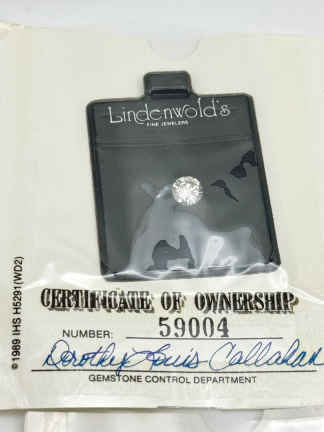 Lindenwold's
FINE JEWELERS
CERTIFICATE OF OWNERSHIP
NUMBER: 59004
Dorothy Louis Callahan
GEMSTONE CONTROL DEPARTMENT
©1989 IHS H5291(WD2)